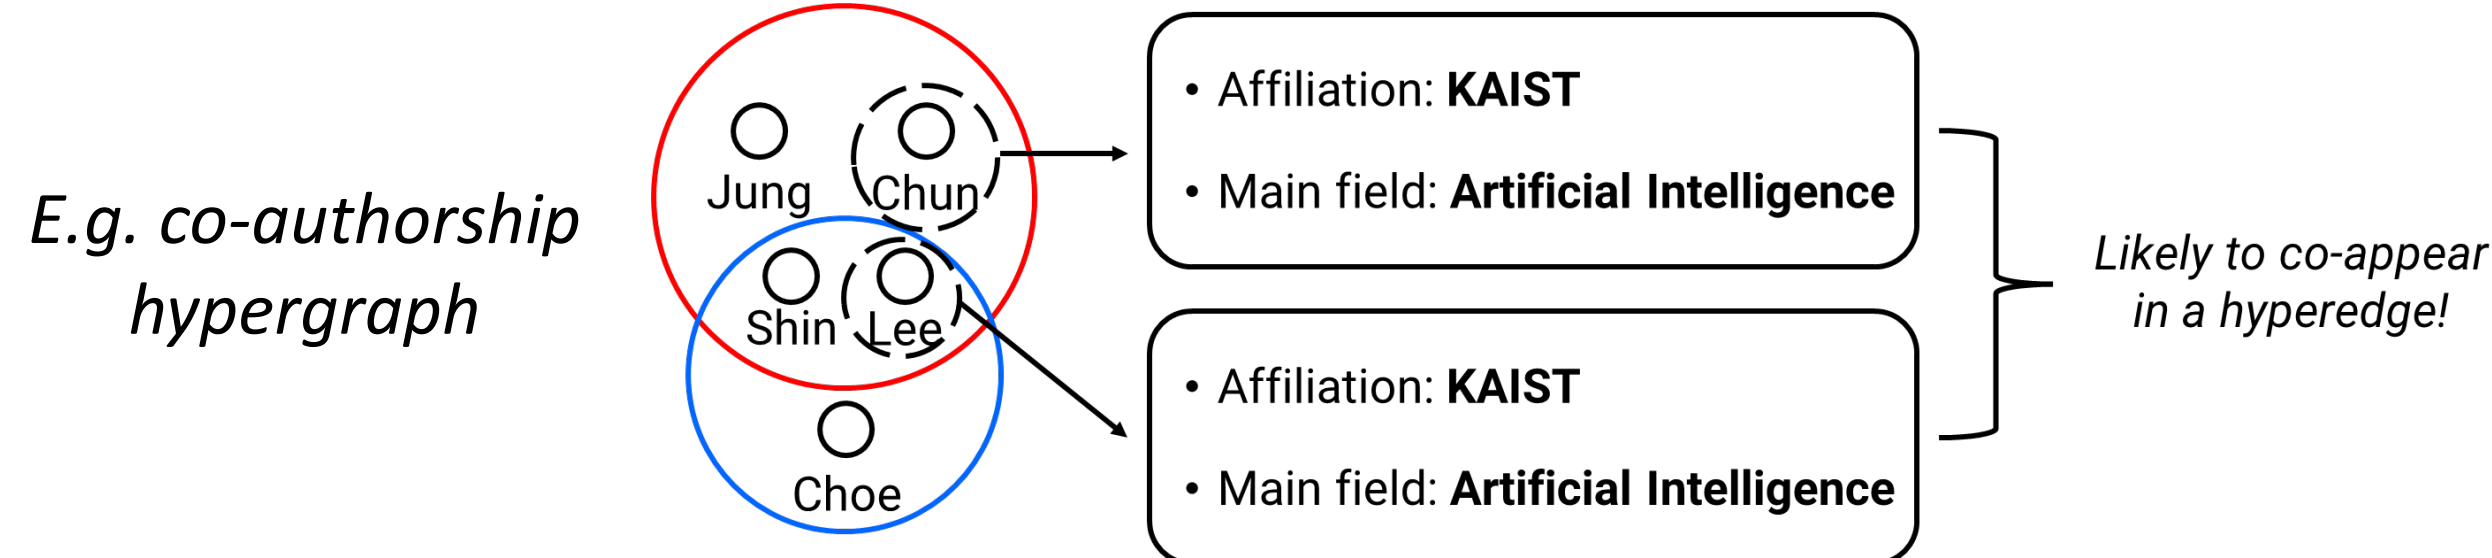 E.g. co-authorship
hypergraph
Jung
Chun
Shin
Lee
Choe
• Affiliation: KAIST
• Main field: Artificial Intelligence
• Affiliation: KAIST
• Main field: Artificial Intelligence
Likely to co-appear
in a hyperedge!